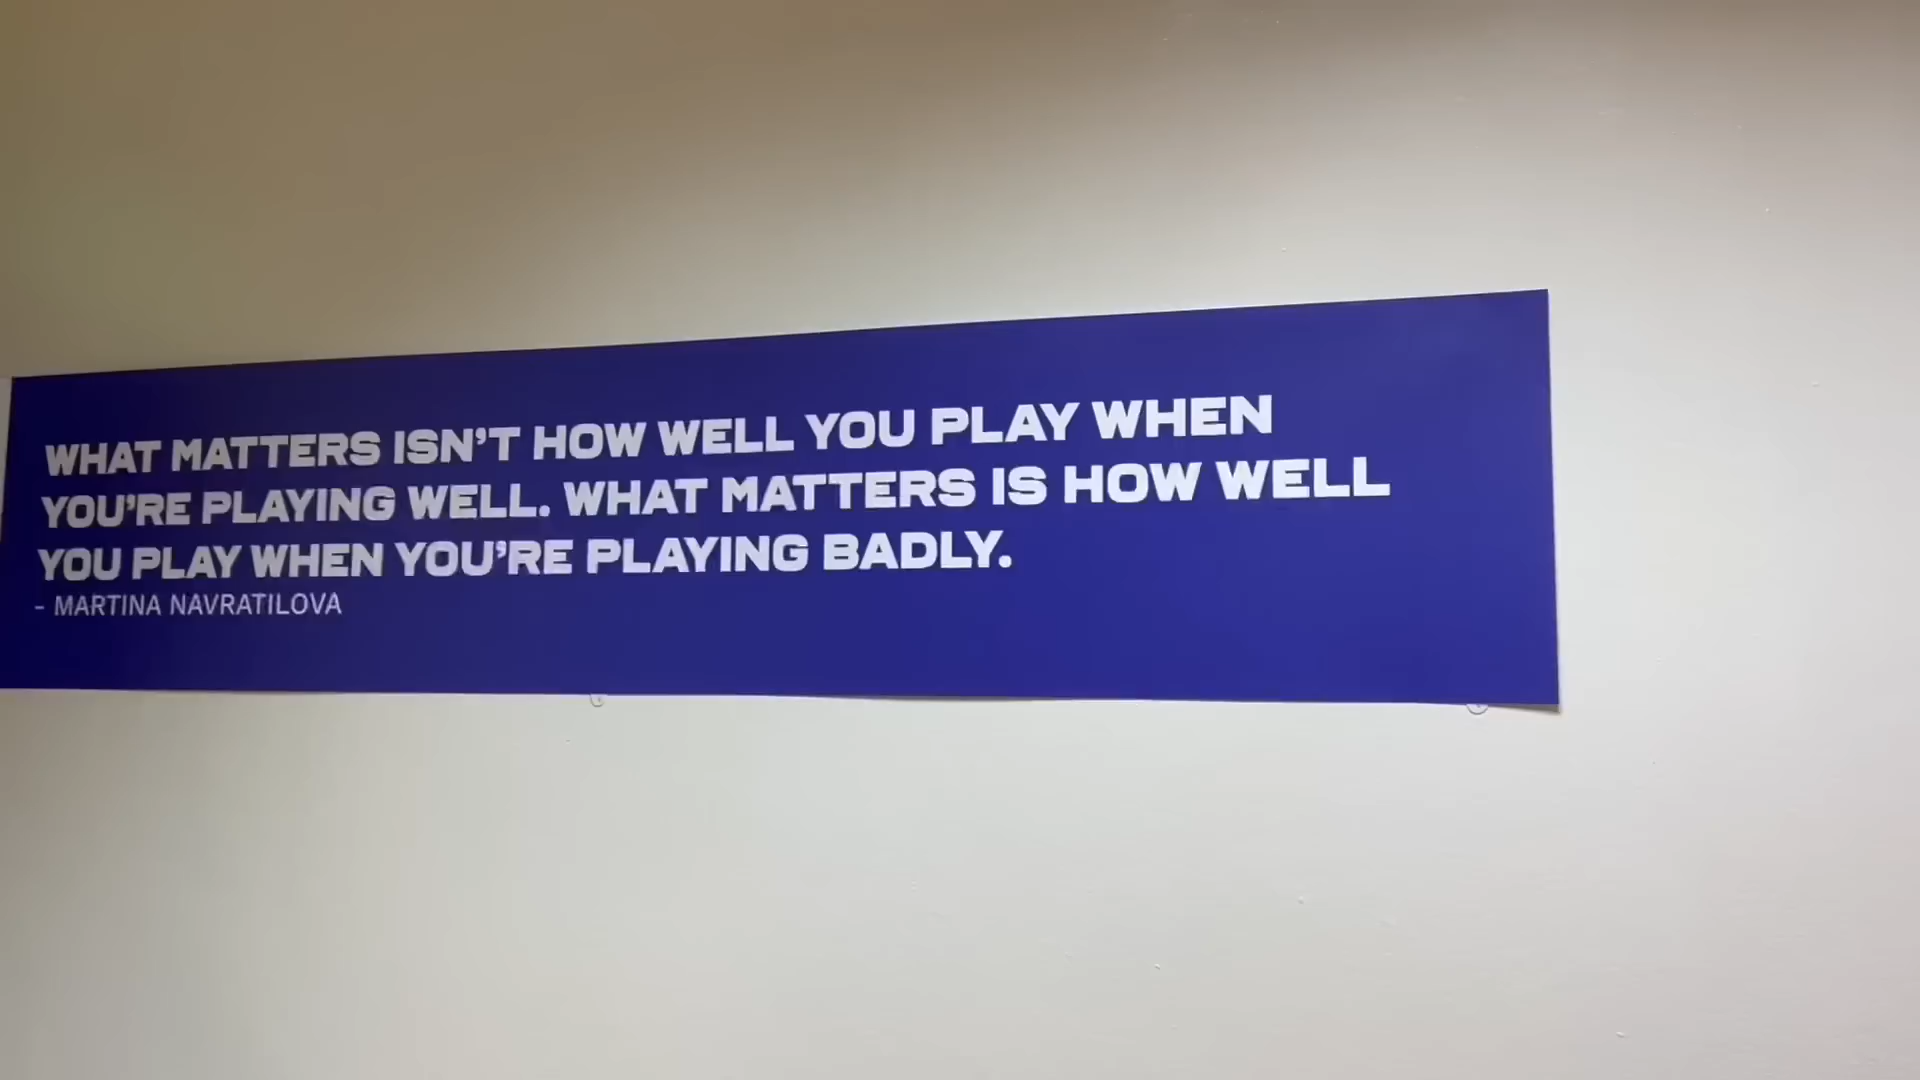 WHAT MATTERS ISN'T HOW WELL YOU PLAY WHEN
YOU'RE PLAYING WELL. WHAT MATTERS IS HOW WELL
YOU PLAY WHEN YOU'RE PLAYING BADLY.
- MARTINA NAVRATILOVA